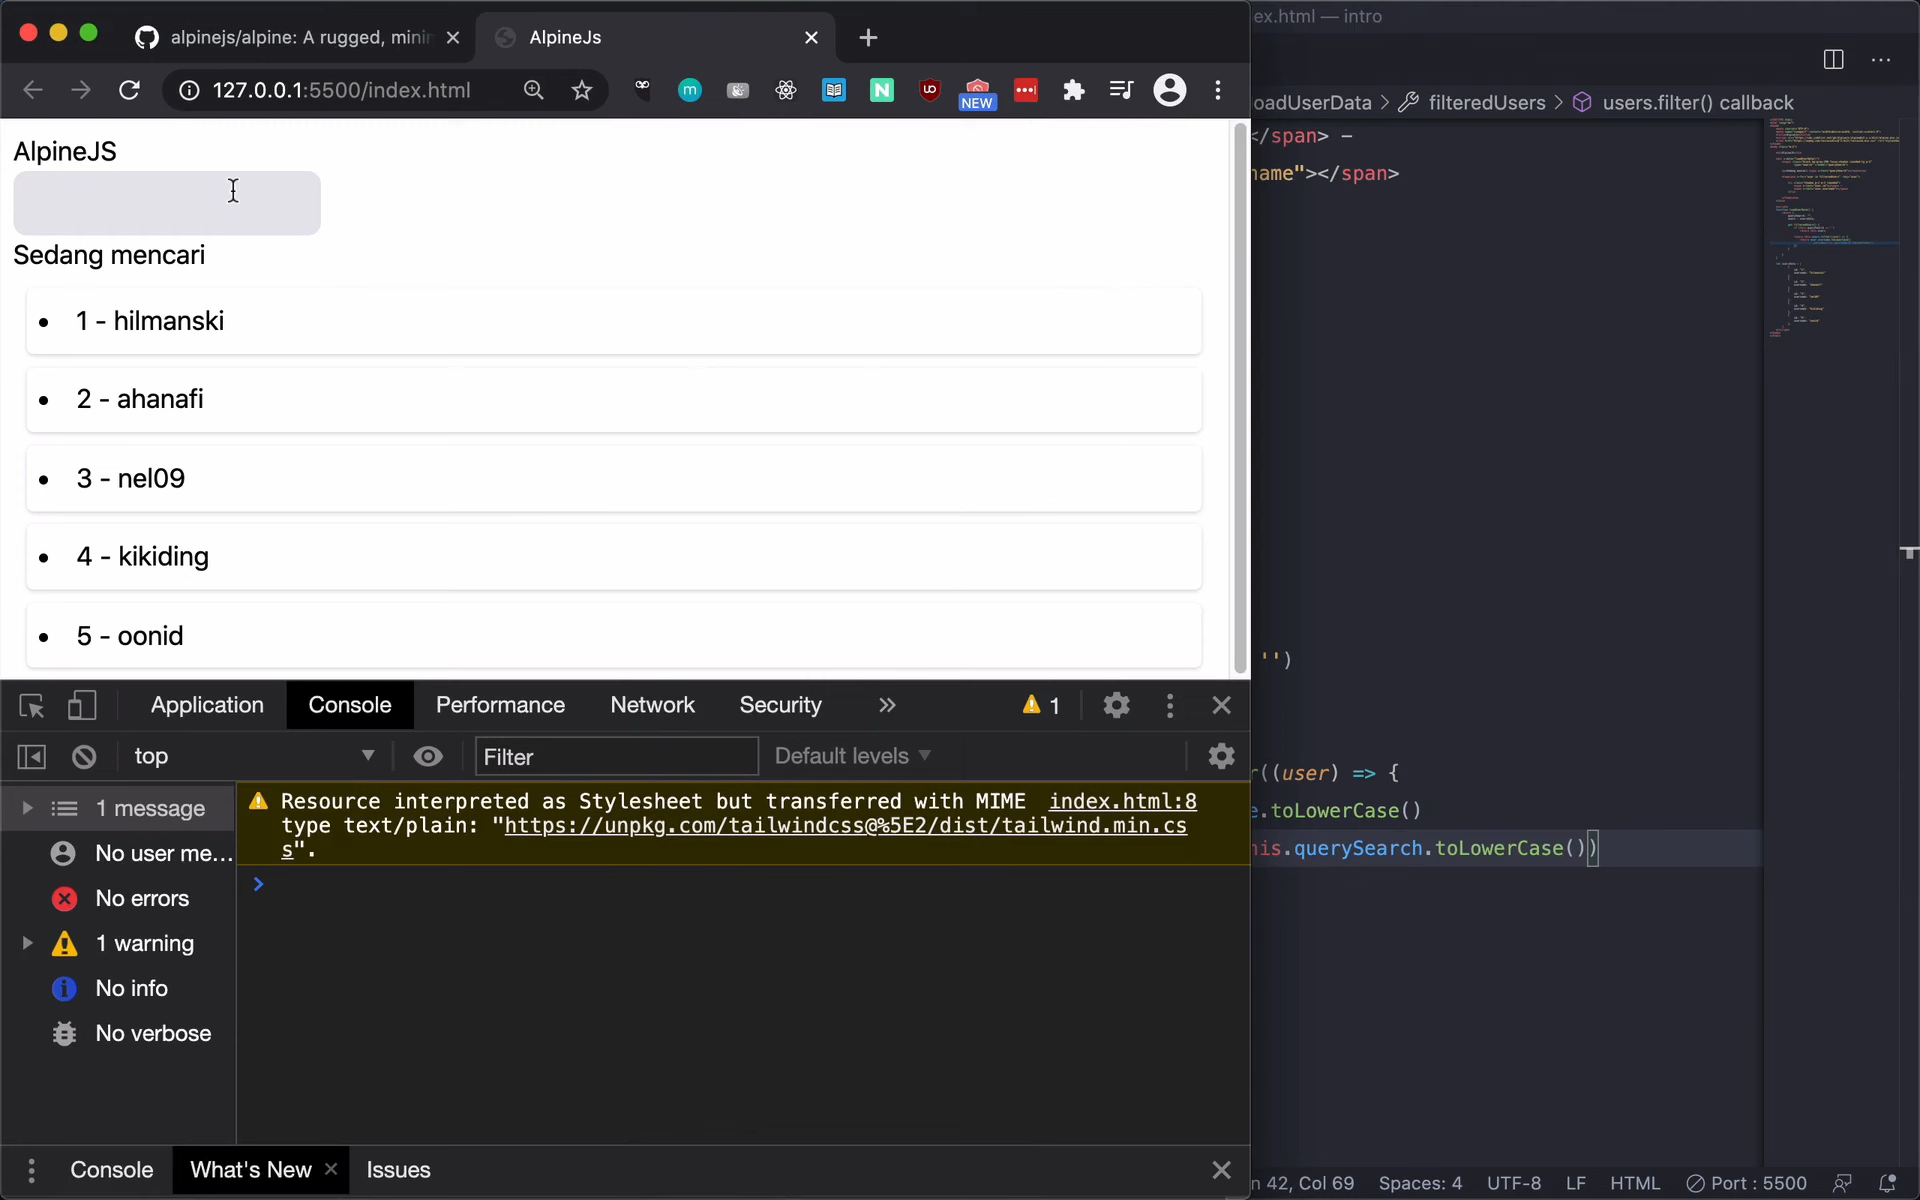 alpinejs/alpine: A rugged, minin
AlpineJs
127.0.0.1:5500/index.html
NEW
AlpineJS
Sedang mencari
1 - hilmanski
2 - ahanafi
3 - nel09
4 - kikiding
5 - oonid
Application
Console
Performance
Network
Security
1
top
Filter
Default levels
1 message
No user me...
No errors
1 warning
No info
No verbose
Resource interpreted as Stylesheet but transferred with MIME index.html:8
type text/plain: "https://unpkg.com/tailwindcss@%5E2/dist/tailwind.min.cs
s".
Console
What's New
Issues
ex.html — intro
oadUserData > filteredUsers > users.filter() callback
</span> –
name"></span>
'')
r((user) => {
e.toLowerCase()
his.querySearch.toLowerCase())
n 42, Col 69
Spaces: 4
UTF-8
LF
HTML
Port : 5500